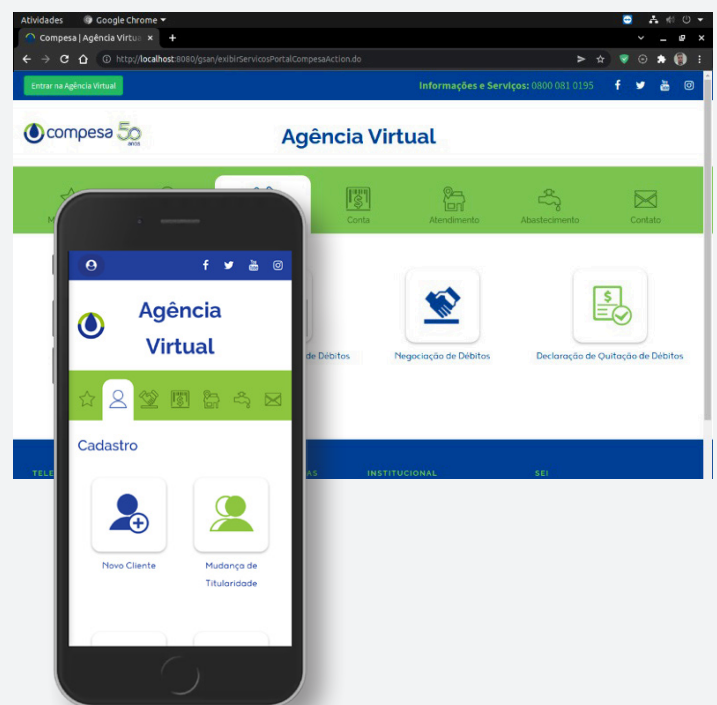 Atividades
Google Chrome
Compesa | Agência Virtu
http://localhost:8080/gsan/exibirServicosPortalCompesaAction.do
Entrar na Agência Virtual
Informações e Serviços: 0800 081 0195
compesa 50 anos
Agência Virtual
M
Conta
Atendimento
Abastecimento
Contato
de Débitos
Negociação de Débitos
Declaração de Quitação de Débitos
TELE
AS
INSTITUCIONAL
SEI
Agência
Virtual
Cadastro
Novo Cliente
Mudança de
Titularidade